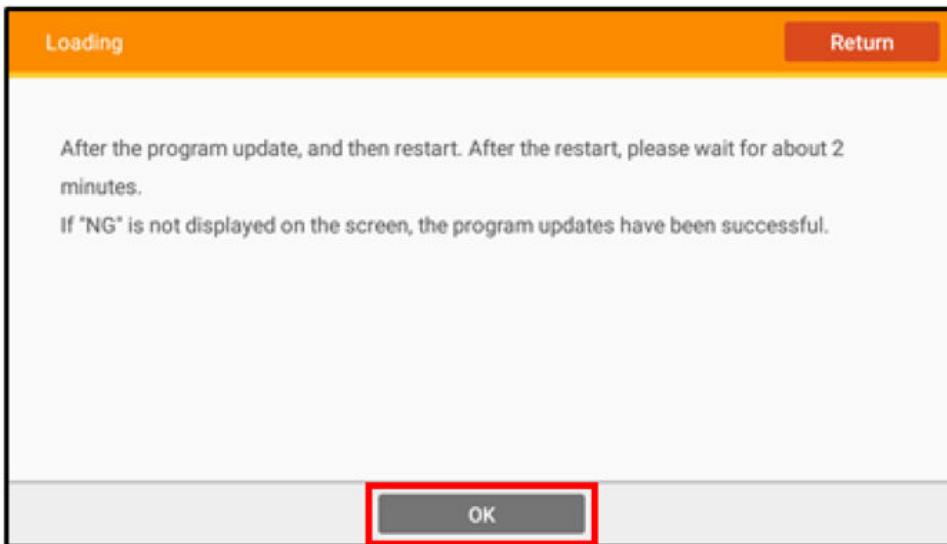 Loading
Return
After the program update, and then restart. After the restart, please wait for about 2
minutes.
If "NG" is not displayed on the screen, the program updates have been successful.
OK